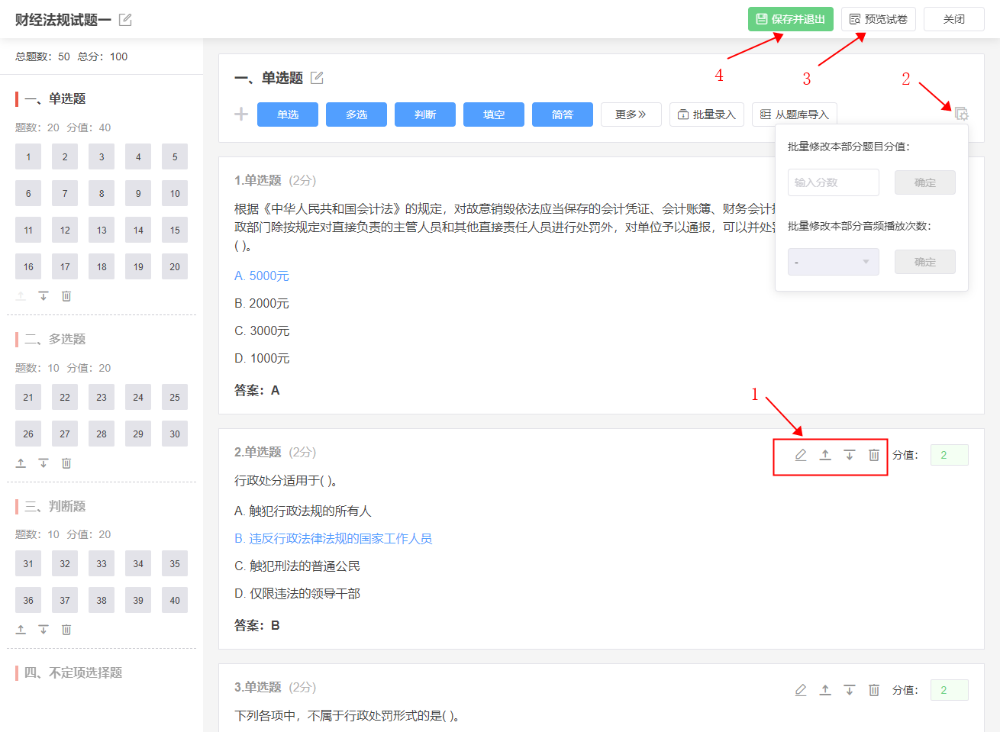 财经法规试题一
保存并退出
预览试卷
关闭
总题数：50 总分：100
一、单选题
题数：20 分值：40
1 2 3 4 5
6 7 8 9 10
11 12 13 14 15
16 17 18 19 20
二、多选题
题数：10 分值：20
21 22 23 24 25
26 27 28 29 30
三、判断题
题数：10 分值：20
31 32 33 34 35
36 37 38 39 40
四、不定项选择题
4
3
2
一、单选题
单选 多选 判断 填空 简答 更多 批量录入 从题库导入
批量修改本部分题目分值：
输入分数 确定
批量修改本部分音频播放次数：
- 确定
1.单选题 (2分)
根据《中华人民共和国会计法》的规定，对故意销毁依法应当保存的会计凭证、会计账簿、财务会计
政部门除按规定对直接负责的主管人员和其他直接责任人员进行处罚外，对单位予以通报，可以并处
( )。
A. 5000元
B. 2000元
C. 3000元
D. 1000元
答案：A
1
2.单选题 (2分)
分值： 2
行政处分适用于( )。
A. 触犯行政法规的所有人
B. 违反行政法律法规的国家工作人员
C. 触犯刑法的普通公民
D. 仅限违法的领导干部
答案：B
3.单选题 (2分)
分值： 2
下列各项中，不属于行政处罚形式的是( )。